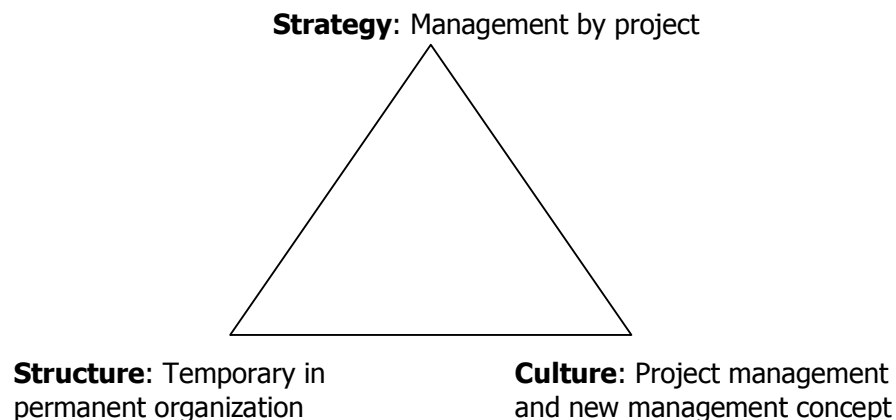 Strategy: Management by project
Structure: Temporary in
permanent organization
Culture: Project management
and new management concept